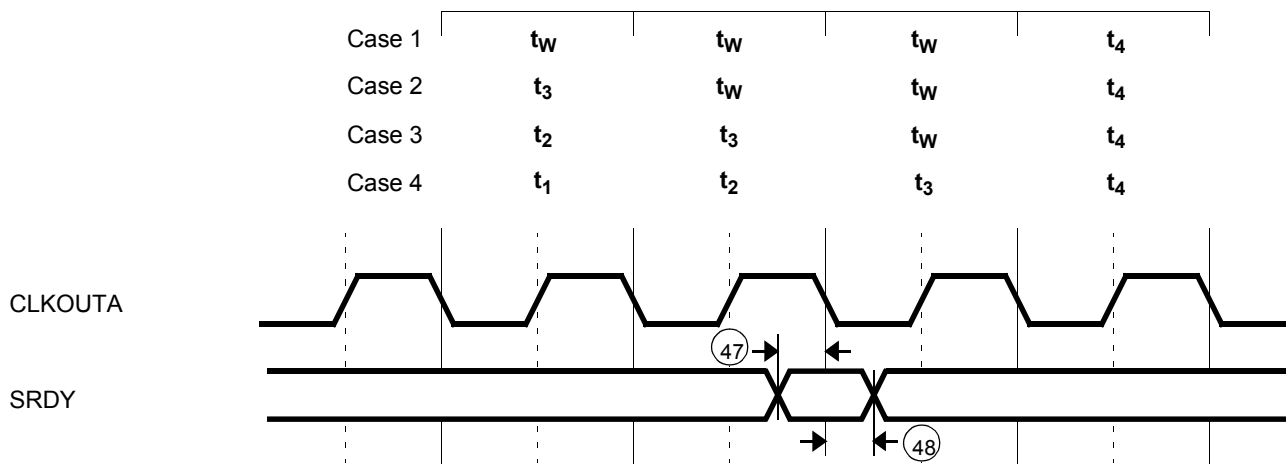 Case 1 tW tW tW t4
Case 2 t3 tW tW t4
Case 3 t2 t3 tW t4
Case 4 t1 t2 t3 t4
CLKOUTA
47
SRDY
48